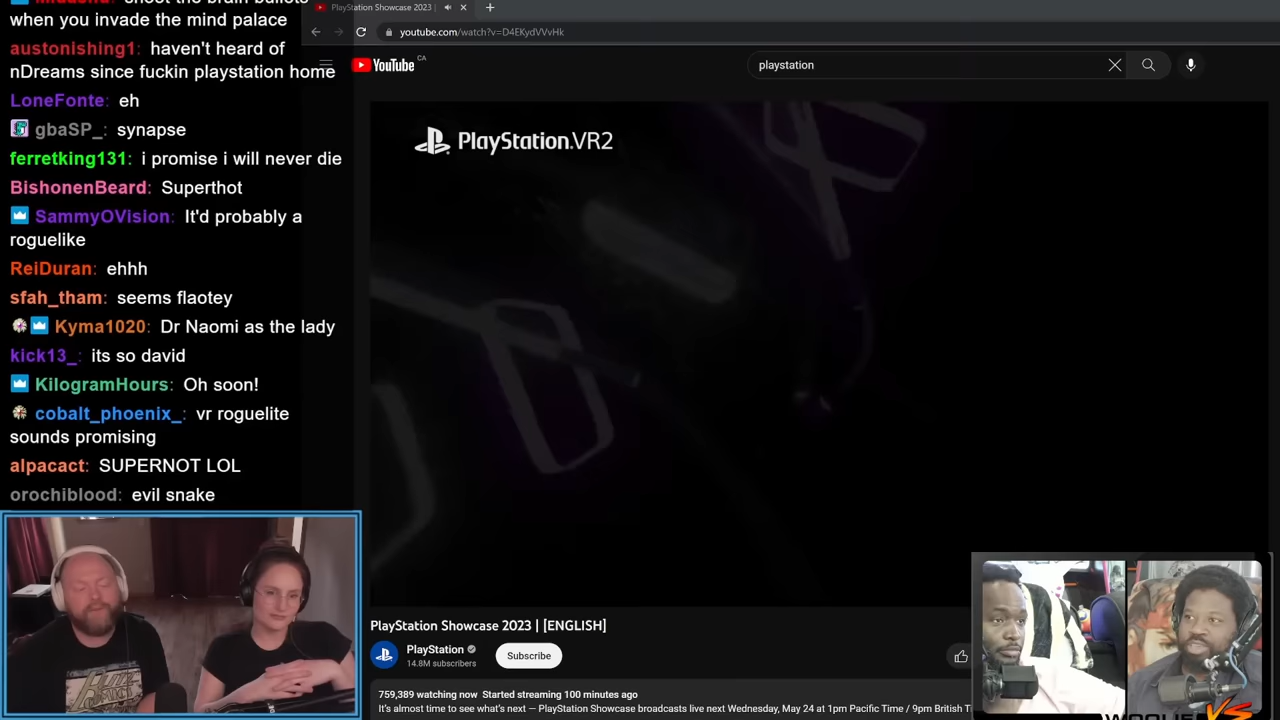 when you invade the mind palace
austonishing1: haven't heard of
nDreams since fuckin playstation home
LoneFonte: eh
gbaSP_: synapse
ferretking131: i promise i will never die
BishonenBeard: Superthot
SammyOVision: It'd probably a
roguelike
ReiDuran: ehhh
sfah_tham: seems flaotey
Kyma1020: Dr Naomi as the lady
kick13_: its so david
KilogramHours: Oh soon!
cobalt_phoenix_: vr roguelite
sounds promising
alpacact: SUPERNOT LOL
orochiblood: evil snake
PlayStation Showcase 2023 |
youtube.com/watch?v=D4EKydVVvHk
YouTube CA
playstation
PlayStation.VR2
PlayStation Showcase 2023 | [ENGLISH]
PlayStation
14.8M subscribers
Subscribe
759,389 watching now Started streaming 100 minutes ago
It's almost time to see what's next — PlayStation Showcase broadcasts live next Wednesday, May 24 at 1pm Pacific Time / 9pm British T
VS